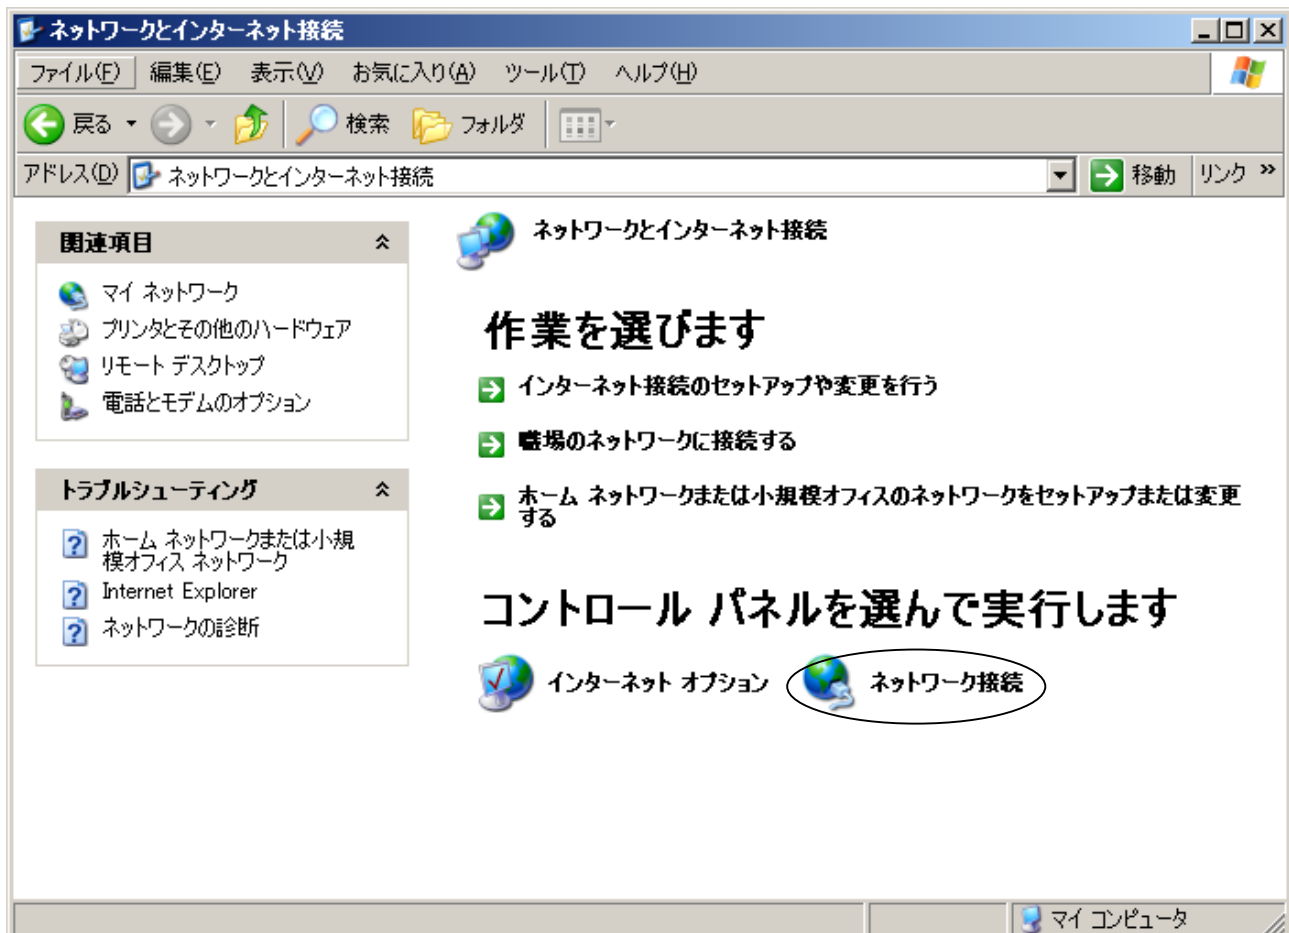 ネットワークとインターネット接続
ファイル(F) 編集(E) 表示(V) お気に入り(A) ツール(T) ヘルプ(H)
戻る 検索 フォルダ
アドレス(D) ネットワークとインターネット接続 移動 リンク »
関連項目
マイ ネットワーク
プリンタとその他のハードウェア
リモート デスクトップ
電話とモデムのオプション
トラブルシューティング
ホーム ネットワークまたは小規
模オフィス ネットワーク
Internet Explorer
ネットワークの診断
ネットワークとインターネット接続
作業を選びます
インターネット接続のセットアップや変更を行う
職場のネットワークに接続する
ホーム ネットワークまたは小規模オフィスのネットワークをセットアップまたは変更
する
コントロール パネルを選んで実行します
インターネット オプション ネットワーク接続
マイ コンピュータ